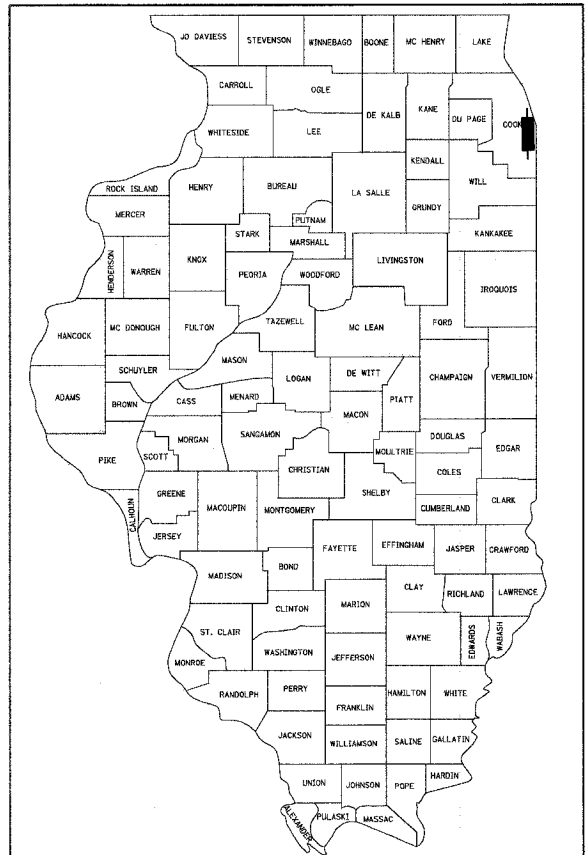 JO DAVIESS STEVENSON WINNEBAGO BOONE MC HENRY LAKE
CARROLL OGLE DE KALB KANE DU PAGE COOK
WHITESIDE LEE KENDALL WILL
ROCK ISLAND HENRY BUREAU LA SALLE GRUNDY
MERCER PUTNAM KANKAKEE
HENDERSON WARREN KNOX STARK MARSHALL LIVINGSTON
PEORIA WOODFORD IROQUOIS
HANCOCK MC DONOUGH FULTON TAZEWELL MC LEAN FORD
SCHUYLER MASON LOGAN DE WITT CHAMPAIGN VERMILION
ADAMS BROWN CASS MENARD MACON PIATT
PIKE SCOTT MORGAN SANGAMON MOULTRIE DOUGLAS EDGAR
CHRISTIAN COLES
CALHOUN GREENE MACOUPIN MONTGOMERY SHELBY CUMBERLAND CLARK
JERSEY FAYETTE EFFINGHAM JASPER CRAWFORD
MADISON BOND CLAY RICHLAND LAWRENCE
CLINTON MARION
ST. CLAIR WASHINGTON WAYNE EDWARDS WABASH
MONROE JEFFERSON
RANDOLPH PERRY HAMILTON WHITE
FRANKLIN
JACKSON WILLIAMSON SALINE GALLATIN
UNION JOHNSON POPE HARDIN
ALEXANDER PULASKI MASSAC